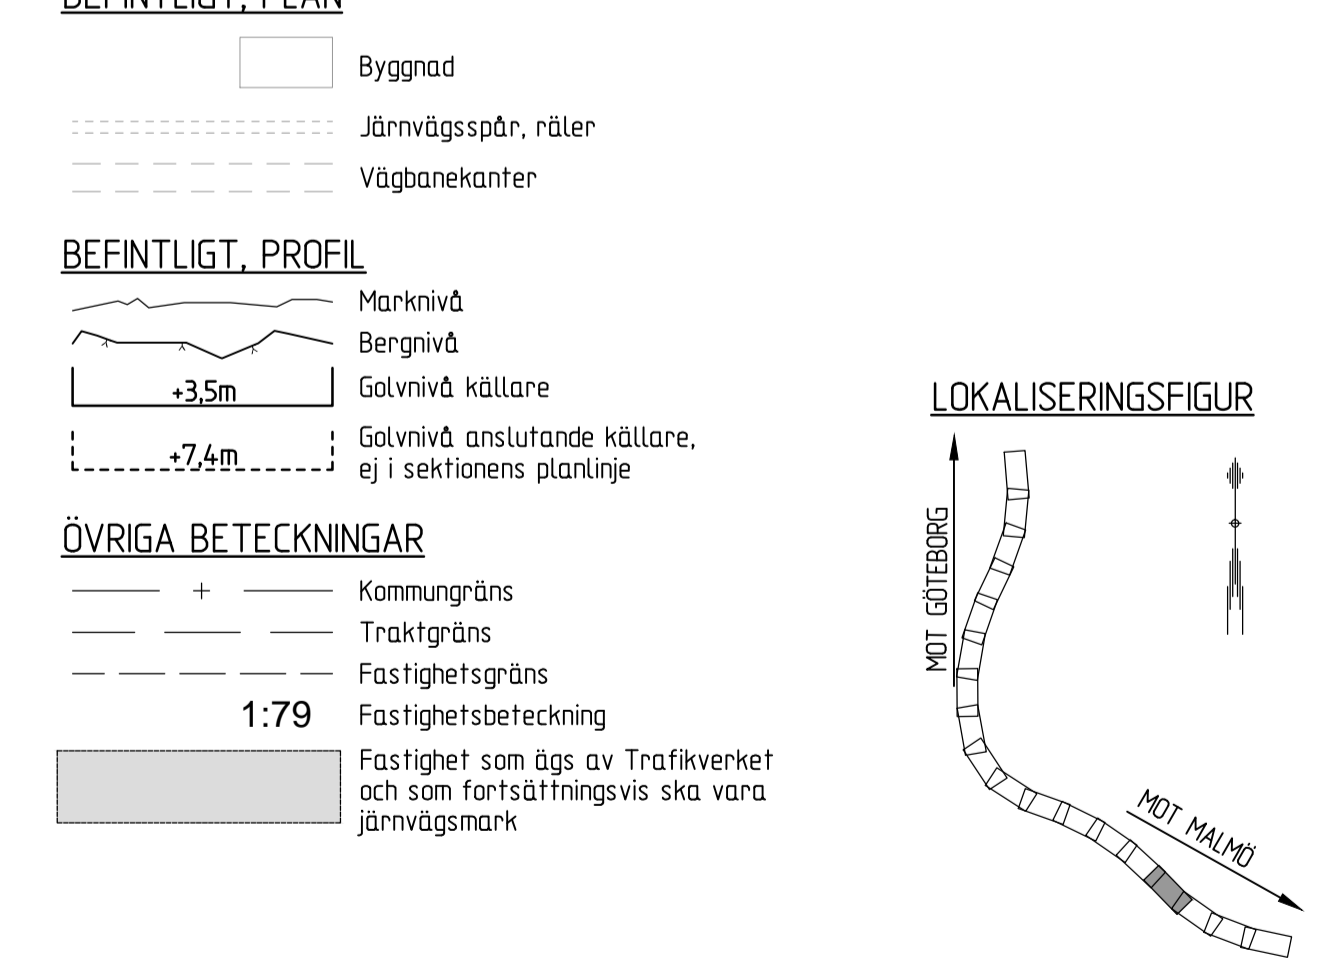 BEFINTLIGT, PLAN
Byggnad
Järnvägsspår, räler
Vägbanekanter
BEFINTLIGT, PROFIL
Marknivå
Bergnivå
+3,5m
Golvnivå källare
+7,4m
Golvnivå anslutande källare,
ej i sektionens planlinje
ÖVRIGA BETECKNINGAR
Kommungräns
Traktgräns
Fastighetsgräns
1:79
Fastighetsbeteckning
Fastighet som ägs av Trafikverket
och som fortsättningsvis ska vara
järnvägsmark
LOKALISERINGSFIGUR
MOT GÖTEBORG
MOT MALMÖ